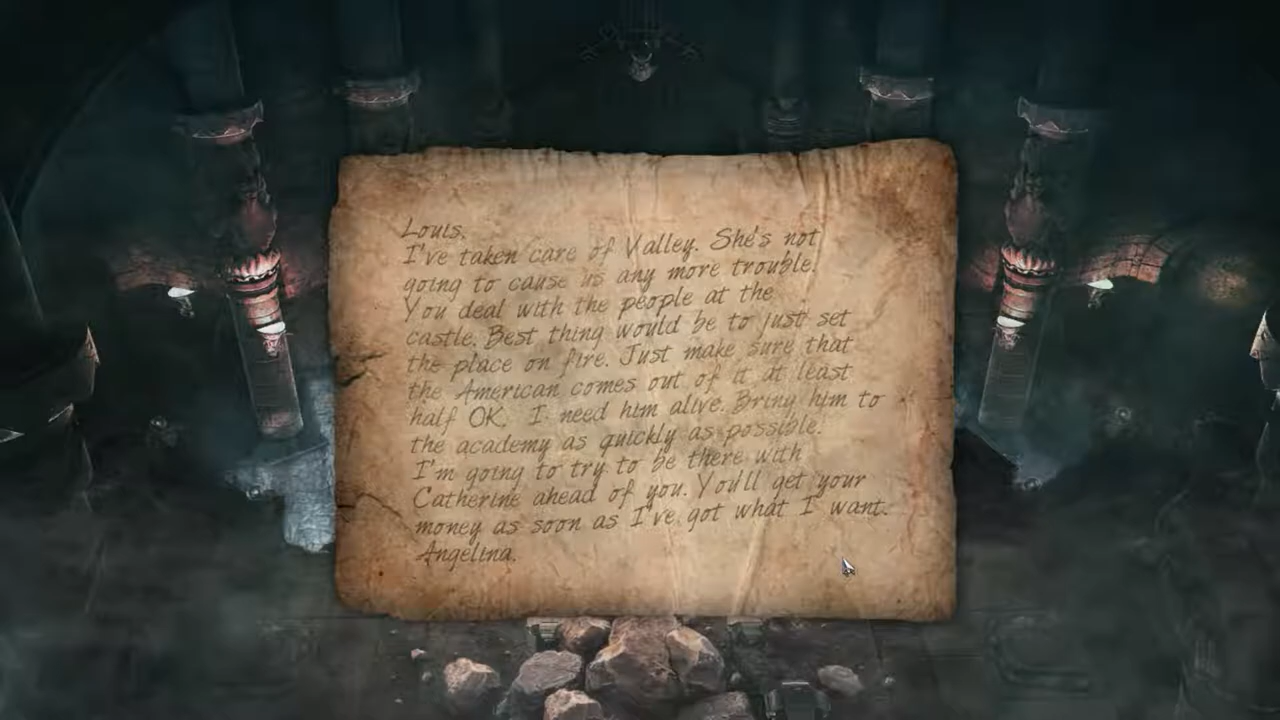 Louis.
I've taken care of Valley. She's not
going to cause us any more trouble.
You deal with the people at the
castle. Best thing would be to just set
the place on fire. Just make sure that
the American comes out of it at least
half OK. I need him alive. Bring him to
the academy as quickly as possible.
I'm going to try to be there with
Catherine ahead of you. You'll get your
money as soon as I've got what I want.
Angelina.